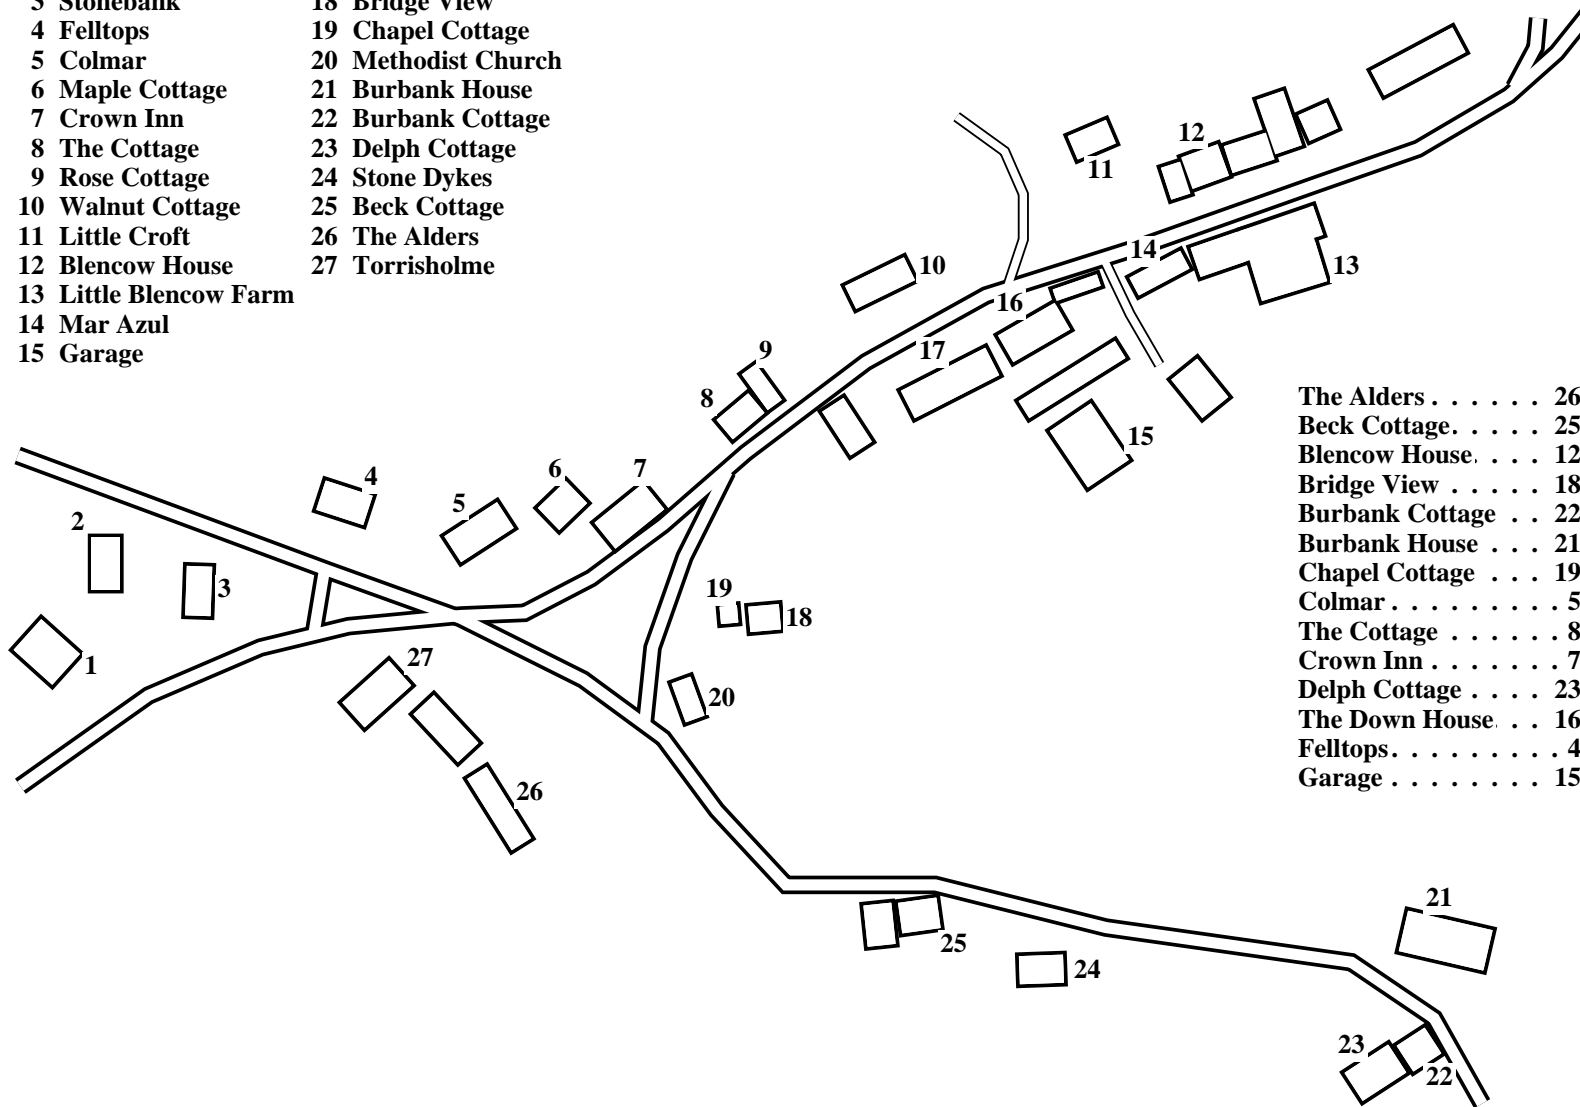 3 Stonebank
4 Felltops
5 Colmar
6 Maple Cottage
7 Crown Inn
8 The Cottage
9 Rose Cottage
10 Walnut Cottage
11 Little Croft
12 Blencow House
13 Little Blencow Farm
14 Mar Azul
15 Garage
18 Bridge View
19 Chapel Cottage
20 Methodist Church
21 Burbank House
22 Burbank Cottage
23 Delph Cottage
24 Stone Dykes
25 Beck Cottage
26 The Alders
27 Torrisholme
12
11
14
10
13
16
17
9
8
15
4
6
7
5
2
3
19
18
1
27
20
26
The Alders . . . . . . 26
Beck Cottage. . . . . 25
Blencow House. . . . 12
Bridge View . . . . . 18
Burbank Cottage . . 22
Burbank House . . . 21
Chapel Cottage . . . 19
Colmar . . . . . . . . . 5
The Cottage . . . . . . 8
Crown Inn . . . . . . . 7
Delph Cottage . . . . 23
The Down House. . . 16
Felltops. . . . . . . . . 4
Garage . . . . . . . . 15
21
25
24
23
22